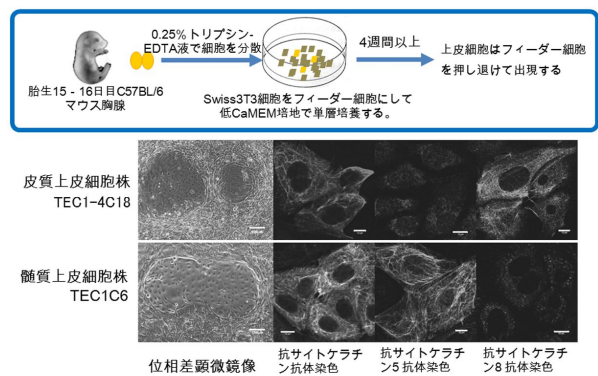 0.25%トリプシン-
EDTA液で細胞を分散
4週間以上
上皮細胞はフィーダー細胞
を押し退けて出現する
胎生15 - 16日目C57BL/6
マウス胸腺
Swiss3T3細胞をフィーダー細胞にして
低CaMEM培地で単層培養する。
皮質上皮細胞株
TEC1-4C18
髄質上皮細胞株
TEC1C6
位相差顕微鏡像
抗サイトケラチ
ン抗体染色
抗サイトケラチ
ン5抗体染色
抗サイトケラチ
ン8抗体染色